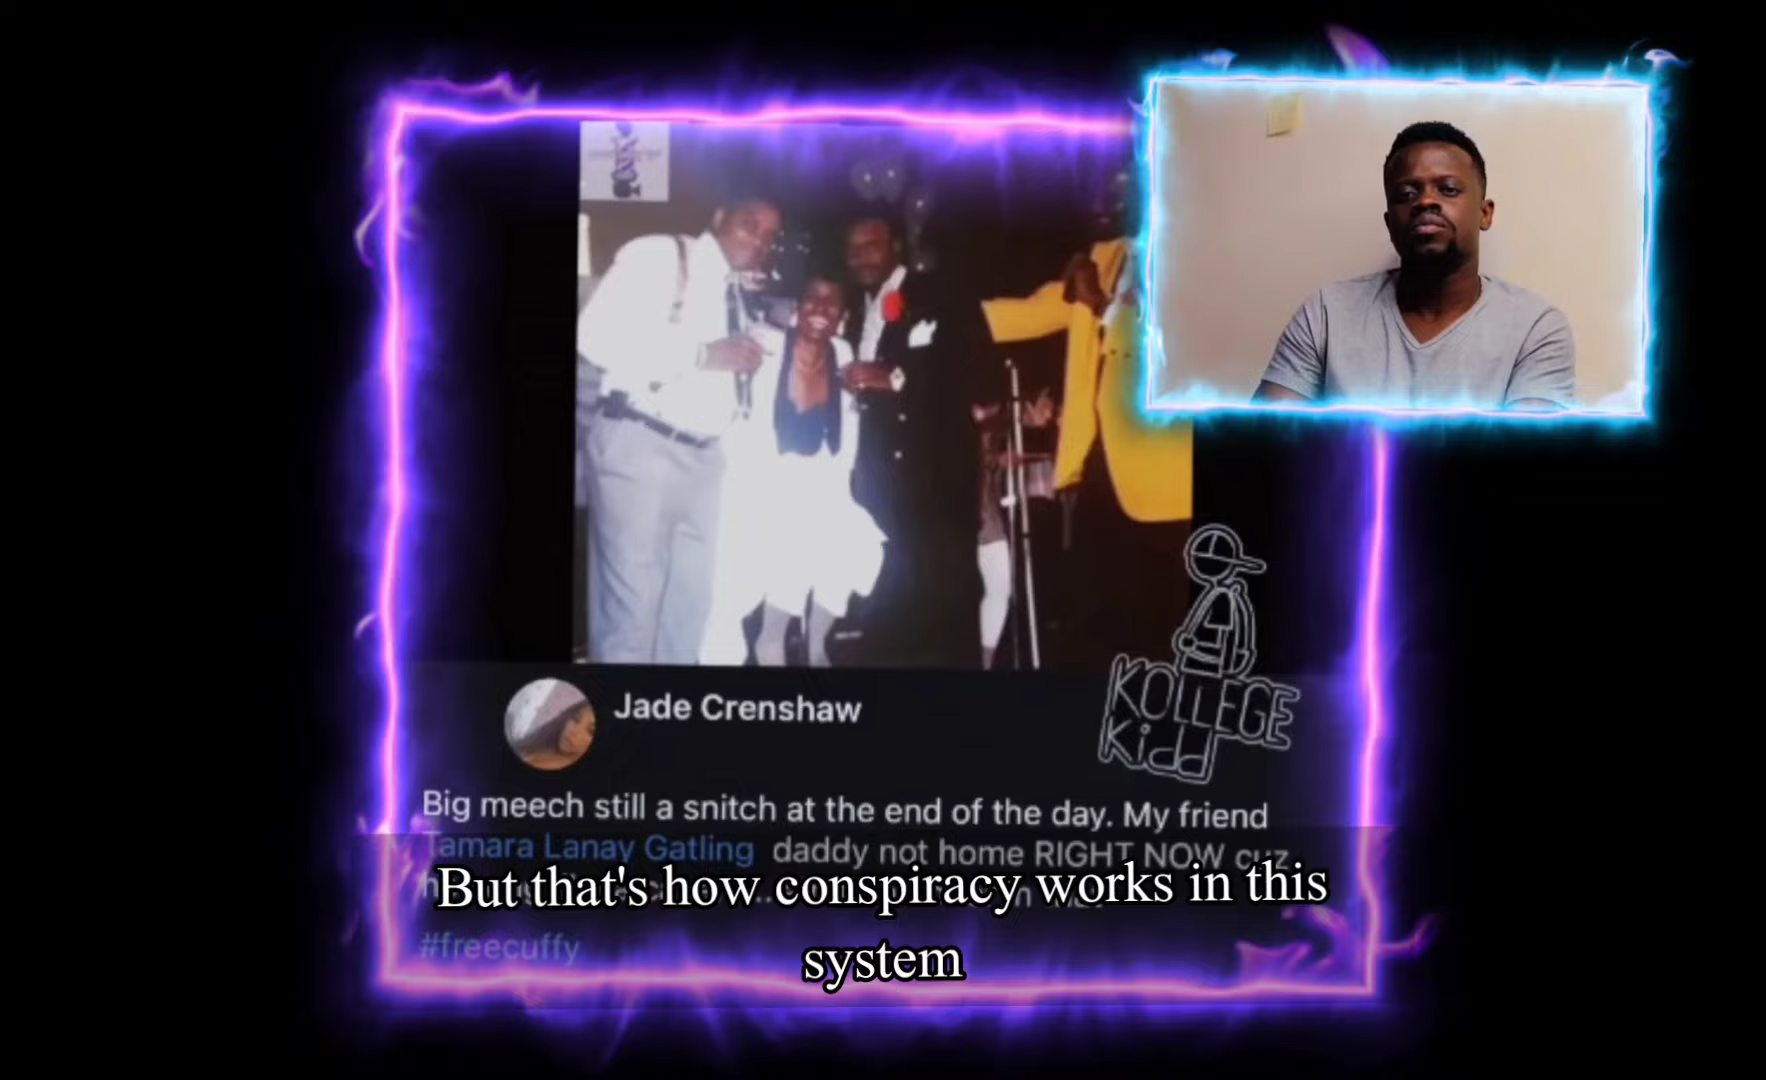 Jade Crenshaw
KOLLEGE
Kidd
Big meech still a snitch at the end of the day. My friend
Tamara Lanay Gatling daddy not home RIGHT NOW cuz
But that's how conspiracy works in this
system
#freecuffy